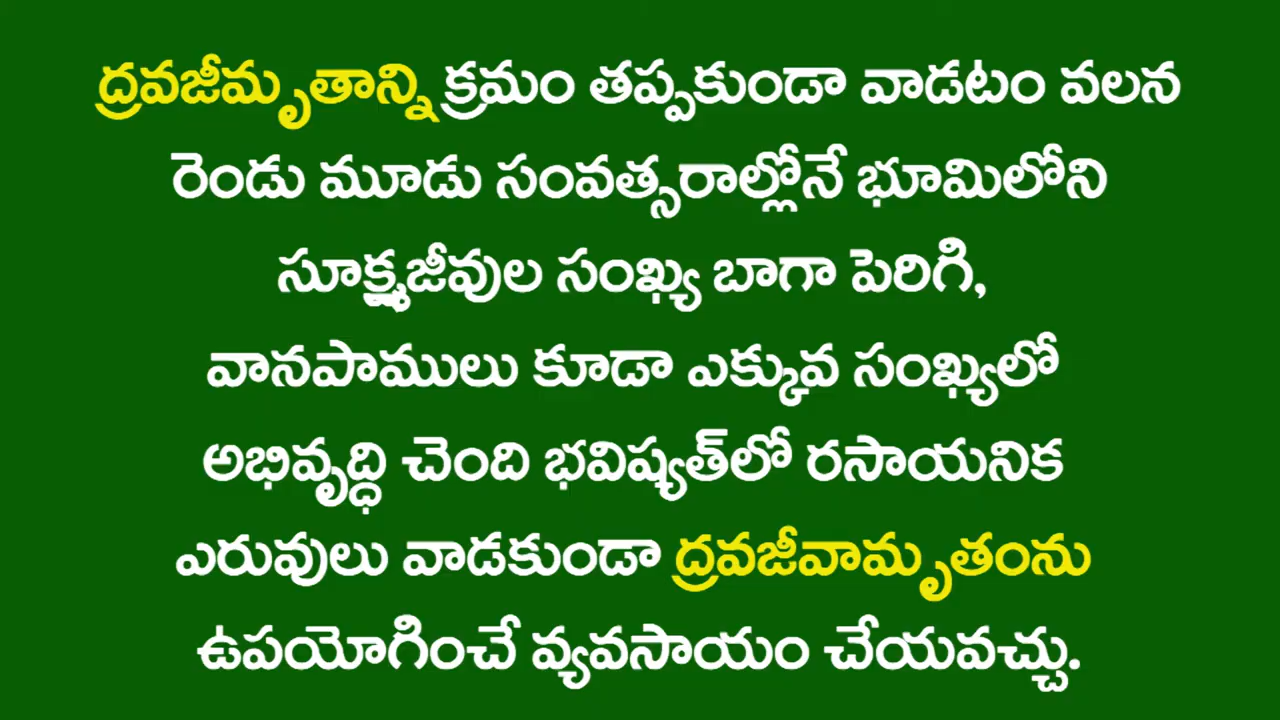 ద్రవజీమృతాన్ని క్రమం తప్పకుండా వాడటం వలన
రెండు మూడు సంవత్సరాల్లోనే భూమిలోని
సూక్ష్మజీవుల సంఖ్య బాగా పెరిగి,
వానపాములు కూడా ఎక్కువ సంఖ్యలో
అభివృద్ధి చెంది భవిష్యత్‌లో రసాయనిక
ఎరువులు వాడకుండా ద్రవజీవామృతంను
ఉపయోగించే వ్యవసాయం చేయవచ్చు.